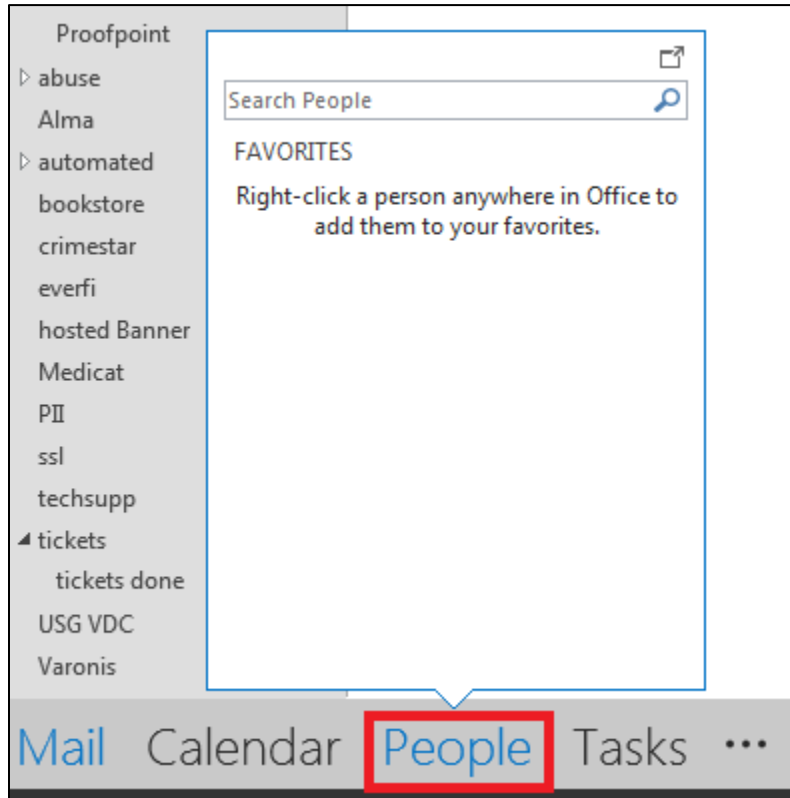 Proofpoint
abuse
Alma
automated
bookstore
crimestar
everfi
hosted Banner
Medicat
PII
ssl
techsupp
tickets
tickets done
USG VDC
Varonis
Search People
FAVORITES
Right-click a person anywhere in Office to
add them to your favorites.
Mail Calendar People Tasks ···